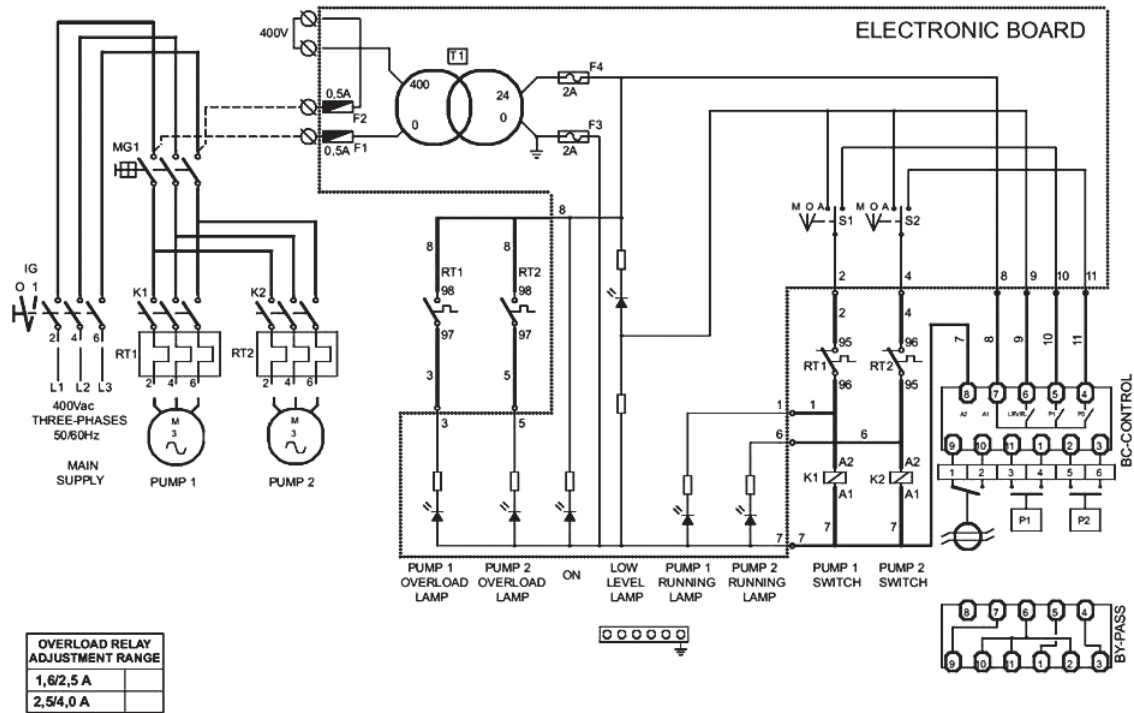 ELECTRONIC BOARD
400V
T1
400
0
24
0
F4
2A
F3
2A
0,5A
F2
0,5A
F1
MG1
IG
O 1
2 4 6
L1 L2 L3
400Vac
THREE-PHASES
50/60Hz
MAIN
SUPPLY
K1
RT1
2 4 6
M
3
PUMP 1
K2
RT2
2 4 6
M
3
PUMP 2
8
8
RT1
98
97
3
3
8
RT2
98
97
5
5
M O A
S1
M O A
S2
2
4
8
9
10
11
2
95
RT1
96
4
96
RT2
95
1
1
6
6
K1
A2
A1
K2
A2
A1
7
7
7
7
7
8
9
10
11
8 7 6 5 4
A2 A1 P1 P2
9 10 11 1 2 3
1 2 3 4 5 6
P1
P2
BC-CONTROL
PUMP 1
OVERLOAD
LAMP
PUMP 2
OVERLOAD
LAMP
ON
LOW
LEVEL
LAMP
PUMP 1
RUNNING
LAMP
PUMP 2
RUNNING
LAMP
PUMP 1
SWITCH
PUMP 2
SWITCH
8 7 6 5 4
9 10 11 1 2 3
BY-PASS
OVERLOAD RELAY
ADJUSTMENT RANGE
1,6/2,5 A
2,5/4,0 A